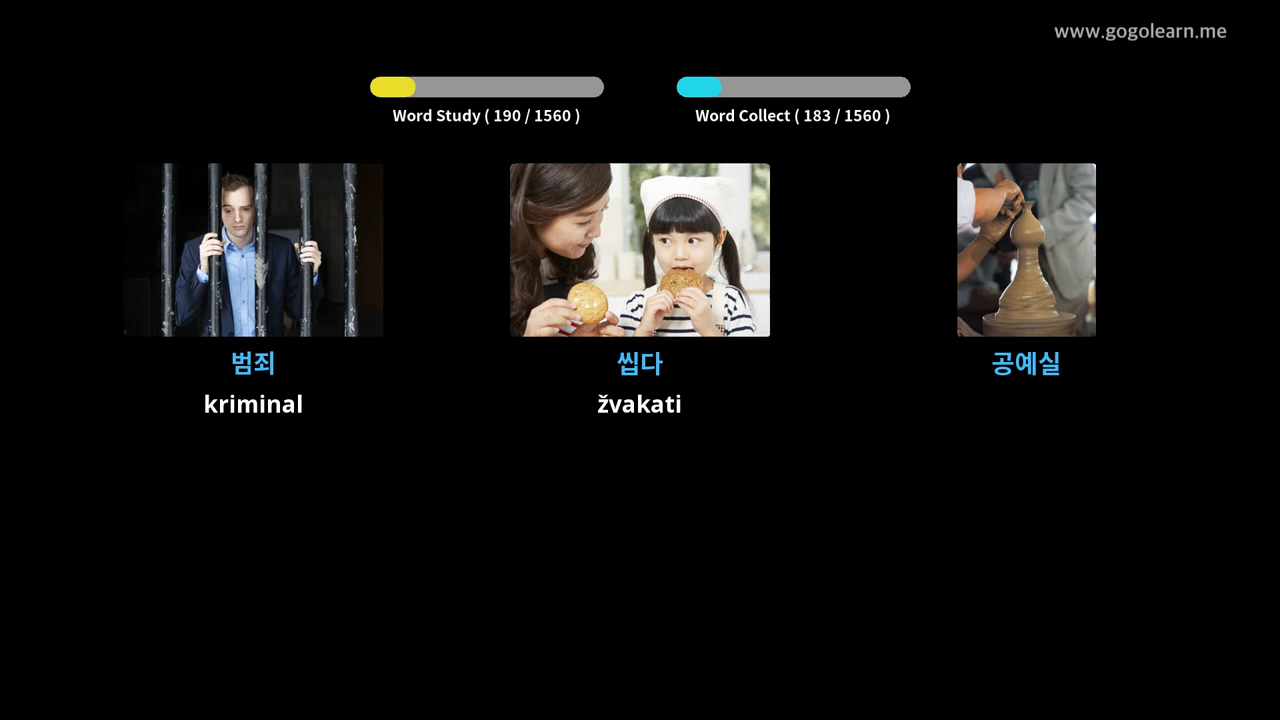 www.gogolearn.me
Word Study ( 190 / 1560 )
Word Collect ( 183 / 1560 )
범죄
씹다
공예실
kriminal
žvakati